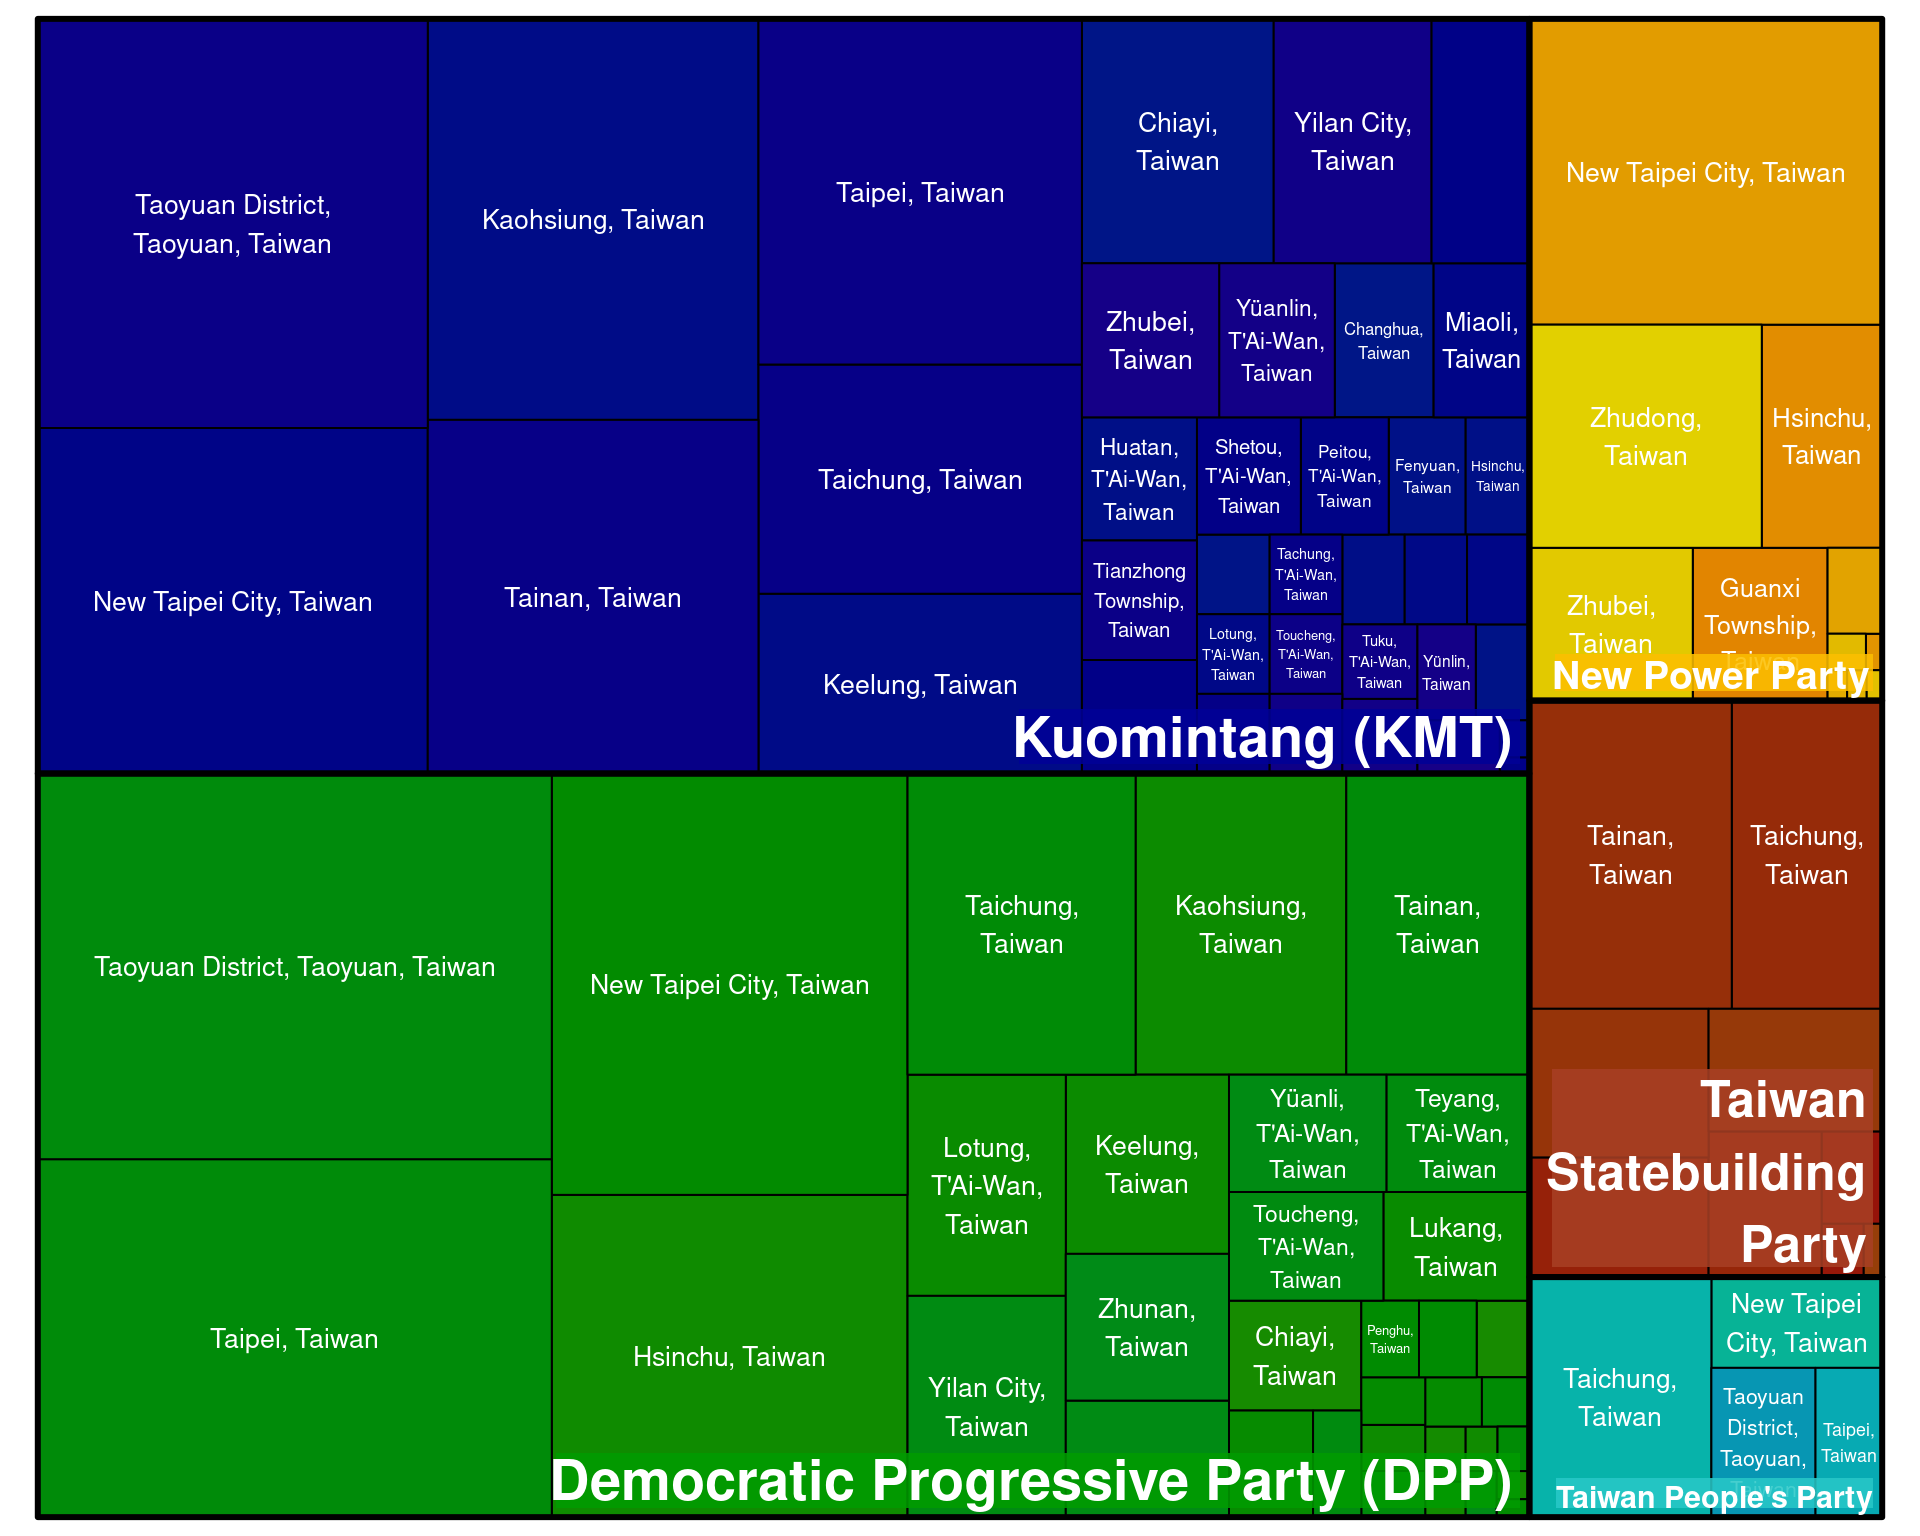 Taoyuan District,
Taoyuan, Taiwan
Kaohsiung, Taiwan
Taipei, Taiwan
Chiayi,
Taiwan
Yilan City,
Taiwan
New Taipei City, Taiwan
Tainan, Taiwan
Taichung, Taiwan
Keelung, Taiwan
Zhubei,
Taiwan
Yüanlin,
T'Ai-Wan,
Taiwan
Changhua,
Taiwan
Miaoli,
Taiwan
Huatan,
T'Ai-Wan,
Taiwan
Shetou,
T'Ai-Wan,
Taiwan
Peitou,
T'Ai-Wan,
Taiwan
Fenyuan,
Taiwan
Hsinchu,
Taiwan
Tianzhong
Township,
Taiwan
Tachung,
T'Ai-Wan,
Taiwan
Lotung,
T'Ai-Wan,
Taiwan
Toucheng,
T'Ai-Wan,
Taiwan
Tuku,
T'Ai-Wan,
Taiwan
Yünlin,
Taiwan
Kuomintang (KMT)
New Taipei City, Taiwan
Zhudong,
Taiwan
Hsinchu,
Taiwan
Zhubei,
Taiwan
Guanxi
Township,
Taiwan
New Power Party
Taoyuan District, Taoyuan, Taiwan
Taipei, Taiwan
New Taipei City, Taiwan
Hsinchu, Taiwan
Taichung,
Taiwan
Kaohsiung,
Taiwan
Tainan,
Taiwan
Lotung,
T'Ai-Wan,
Taiwan
Keelung,
Taiwan
Yüanli,
T'Ai-Wan,
Taiwan
Teyang,
T'Ai-Wan,
Taiwan
Toucheng,
T'Ai-Wan,
Taiwan
Lukang,
Taiwan
Yilan City,
Taiwan
Zhunan,
Taiwan
Chiayi,
Taiwan
Penghu,
Taiwan
Democratic Progressive Party (DPP)
Tainan,
Taiwan
Taichung,
Taiwan
Taiwan
Statebuilding
Party
Taichung,
Taiwan
New Taipei
City, Taiwan
Taoyuan
District,
Taoyuan,
Taipei,
Taiwan
Taiwan People's Party